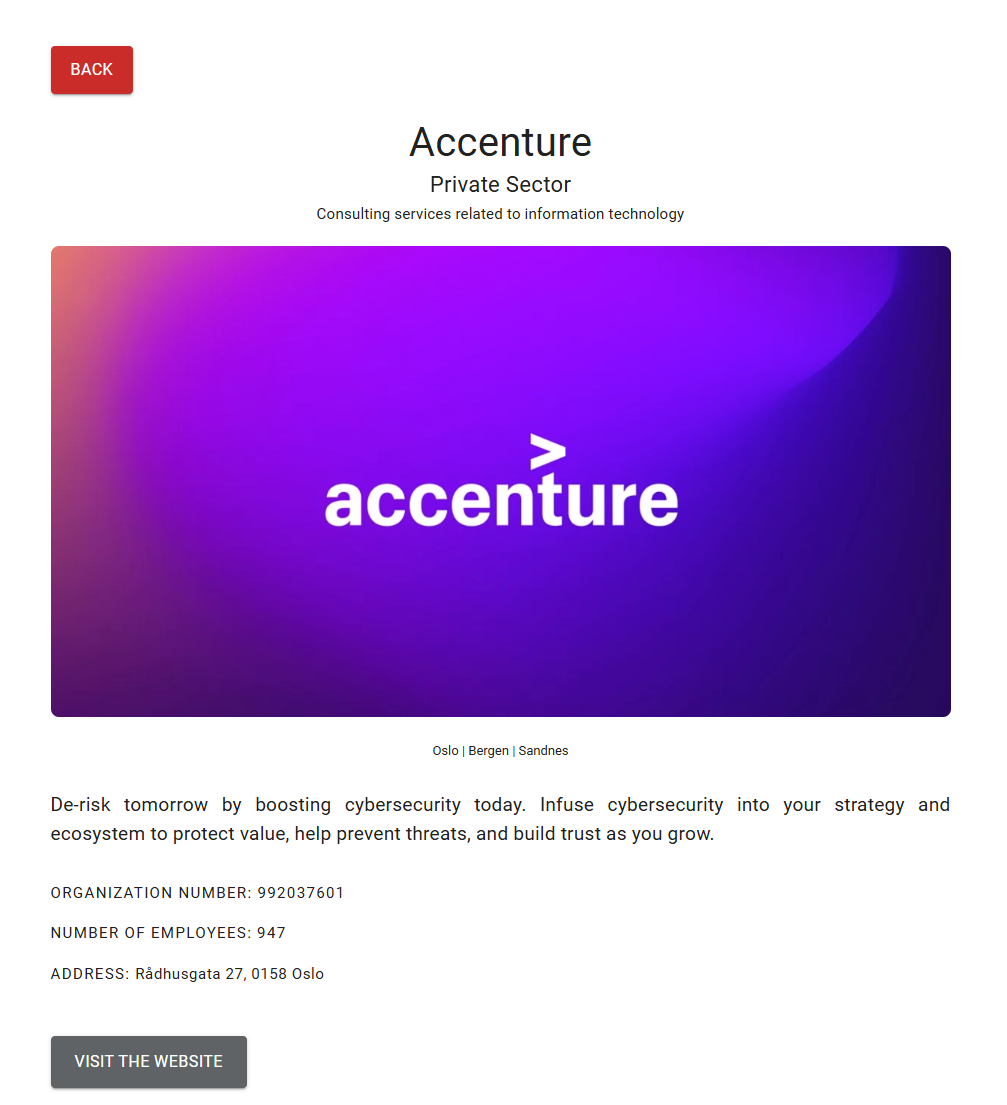 BACK
Accenture
Private Sector
Consulting services related to information technology
>
accenture
Oslo | Bergen | Sandnes
De-risk tomorrow by boosting cybersecurity today. Infuse cybersecurity into your strategy and
ecosystem to protect value, help prevent threats, and build trust as you grow.
ORGANIZATION NUMBER: 992037601
NUMBER OF EMPLOYEES: 947
ADDRESS: Rådhusgata 27, 0158 Oslo
VISIT THE WEBSITE